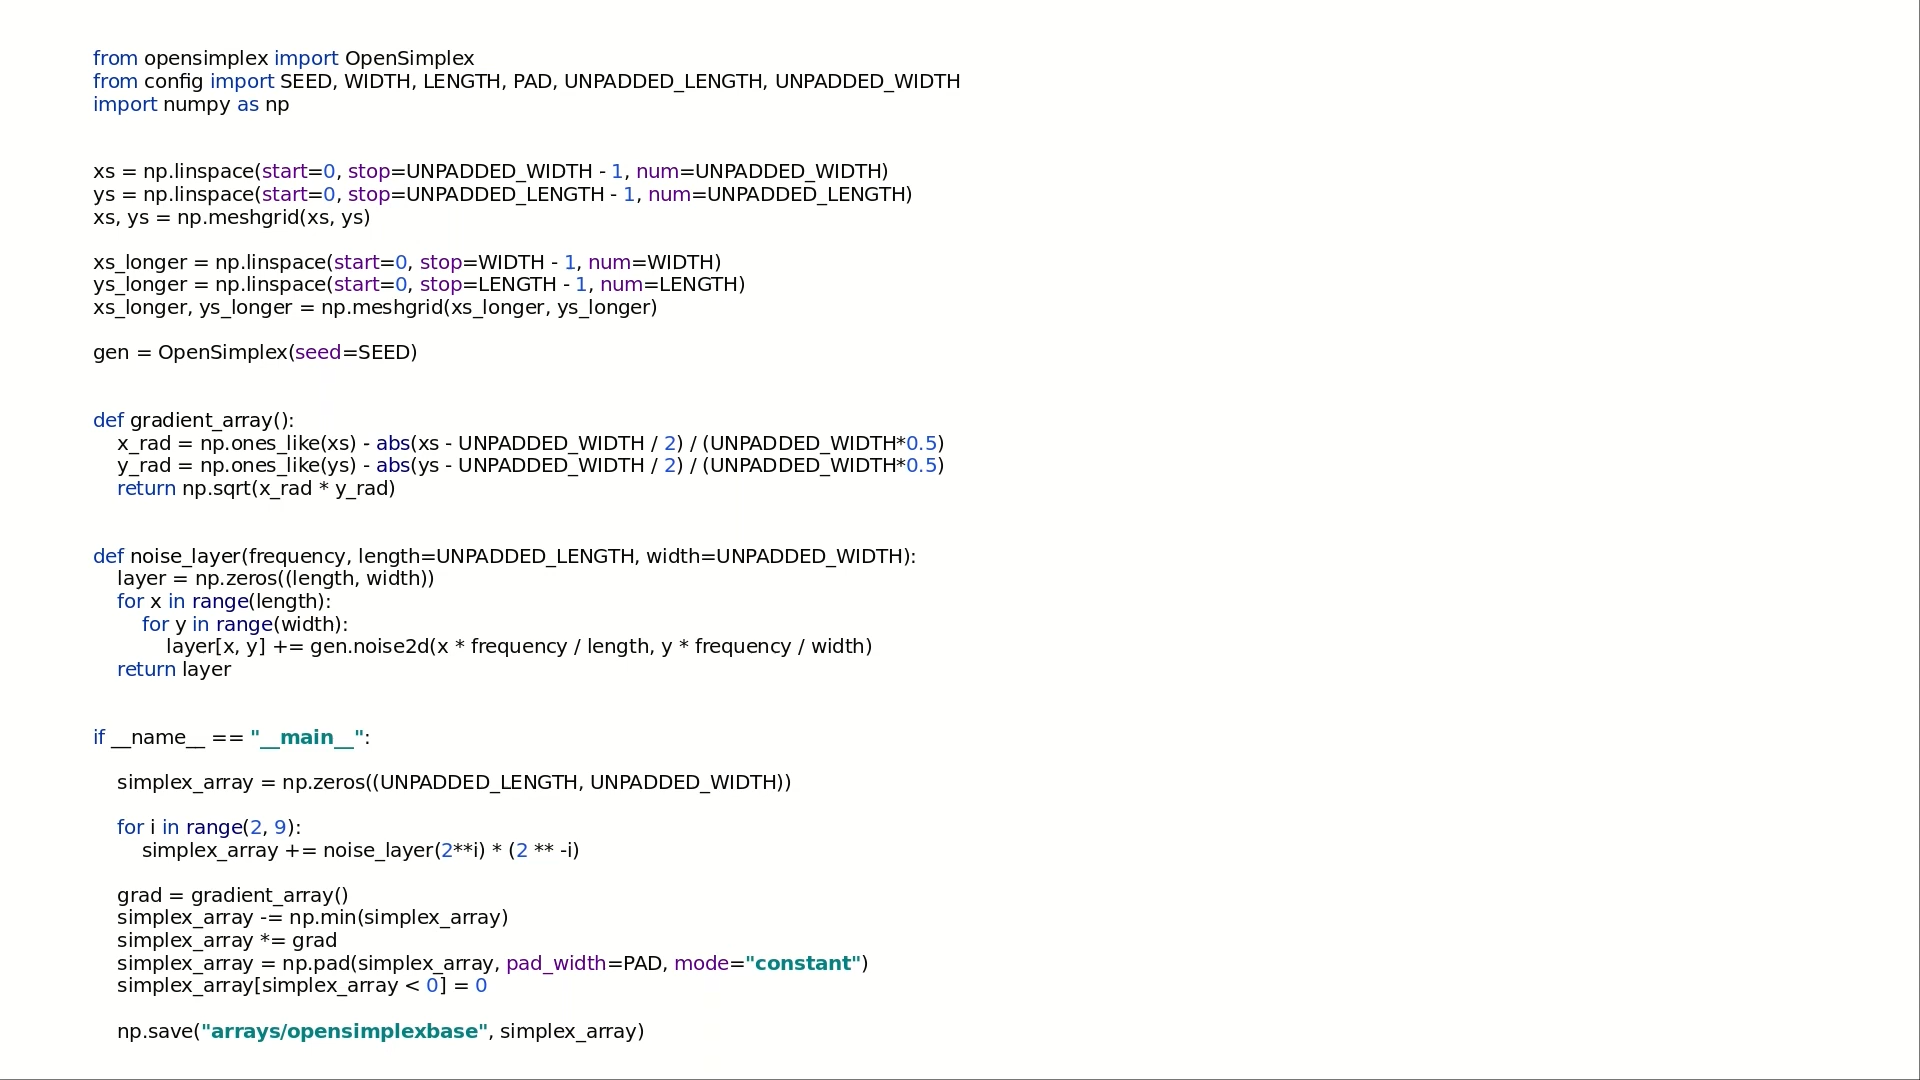 from opensimplex import OpenSimplex
from config import SEED, WIDTH, LENGTH, PAD, UNPADDED_LENGTH, UNPADDED_WIDTH
import numpy as np
xs = np.linspace(start=0, stop=UNPADDED_WIDTH - 1, num=UNPADDED_WIDTH)
ys = np.linspace(start=0, stop=UNPADDED_LENGTH - 1, num=UNPADDED_LENGTH)
xs, ys = np.meshgrid(xs, ys)
xs_longer = np.linspace(start=0, stop=WIDTH - 1, num=WIDTH)
ys_longer = np.linspace(start=0, stop=LENGTH - 1, num=LENGTH)
xs_longer, ys_longer = np.meshgrid(xs_longer, ys_longer)
gen = OpenSimplex(seed=SEED)
def gradient_array():
    x_rad = np.ones_like(xs) - abs(xs - UNPADDED_WIDTH / 2) / (UNPADDED_WIDTH*0.5)
    y_rad = np.ones_like(ys) - abs(ys - UNPADDED_WIDTH / 2) / (UNPADDED_WIDTH*0.5)
    return np.sqrt(x_rad * y_rad)
def noise_layer(frequency, length=UNPADDED_LENGTH, width=UNPADDED_WIDTH):
    layer = np.zeros((length, width))
    for x in range(length):
        for y in range(width):
            layer[x, y] += gen.noise2d(x * frequency / length, y * frequency / width)
    return layer
if __name__ == "__main__":
    simplex_array = np.zeros((UNPADDED_LENGTH, UNPADDED_WIDTH))
    for i in range(2, 9):
        simplex_array += noise_layer(2**i) * (2 ** -i)
    grad = gradient_array()
    simplex_array -= np.min(simplex_array)
    simplex_array *= grad
    simplex_array = np.pad(simplex_array, pad_width=PAD, mode="constant")
    simplex_array[simplex_array < 0] = 0
    np.save("arrays/opensimplexbase", simplex_array)